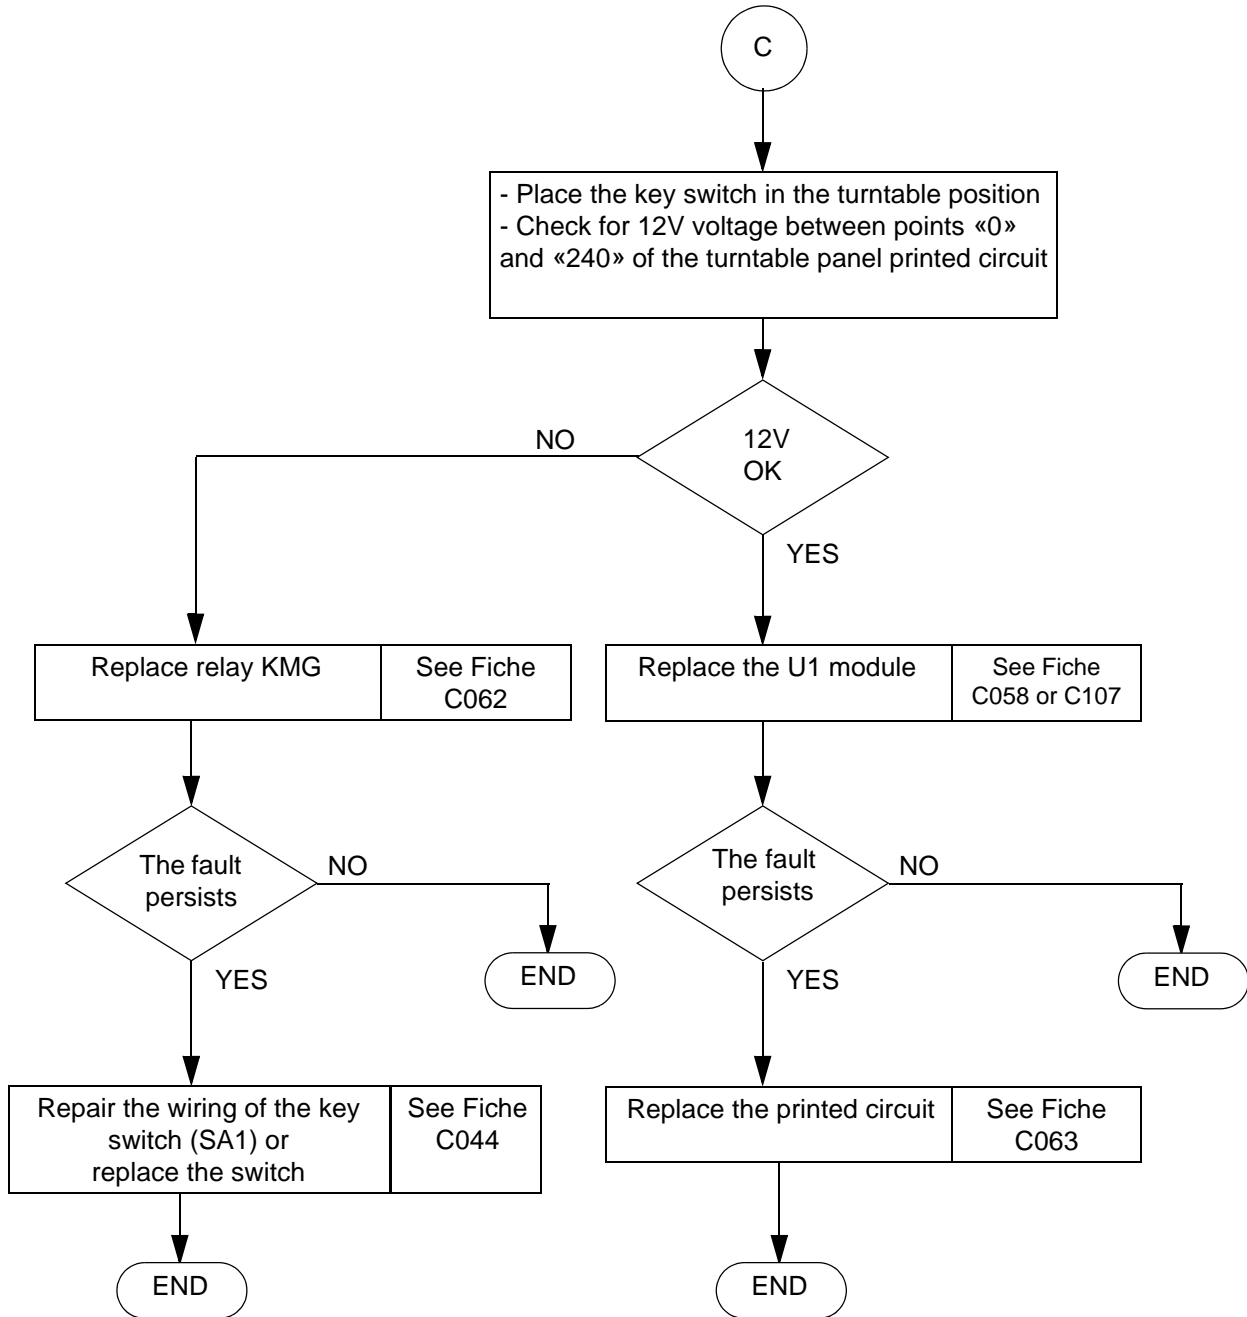 C
- Place the key switch in the turntable position
- Check for 12V voltage between points «0»
and «240» of the turntable panel printed circuit
12V
OK
NO
YES
Replace relay KMG
See Fiche
C062
Replace the U1 module
See Fiche
C058 or C107
The fault
persists
NO
YES
END
The fault
persists
NO
YES
END
Repair the wiring of the key
switch (SA1) or
replace the switch
See Fiche
C044
Replace the printed circuit
See Fiche
C063
END
END